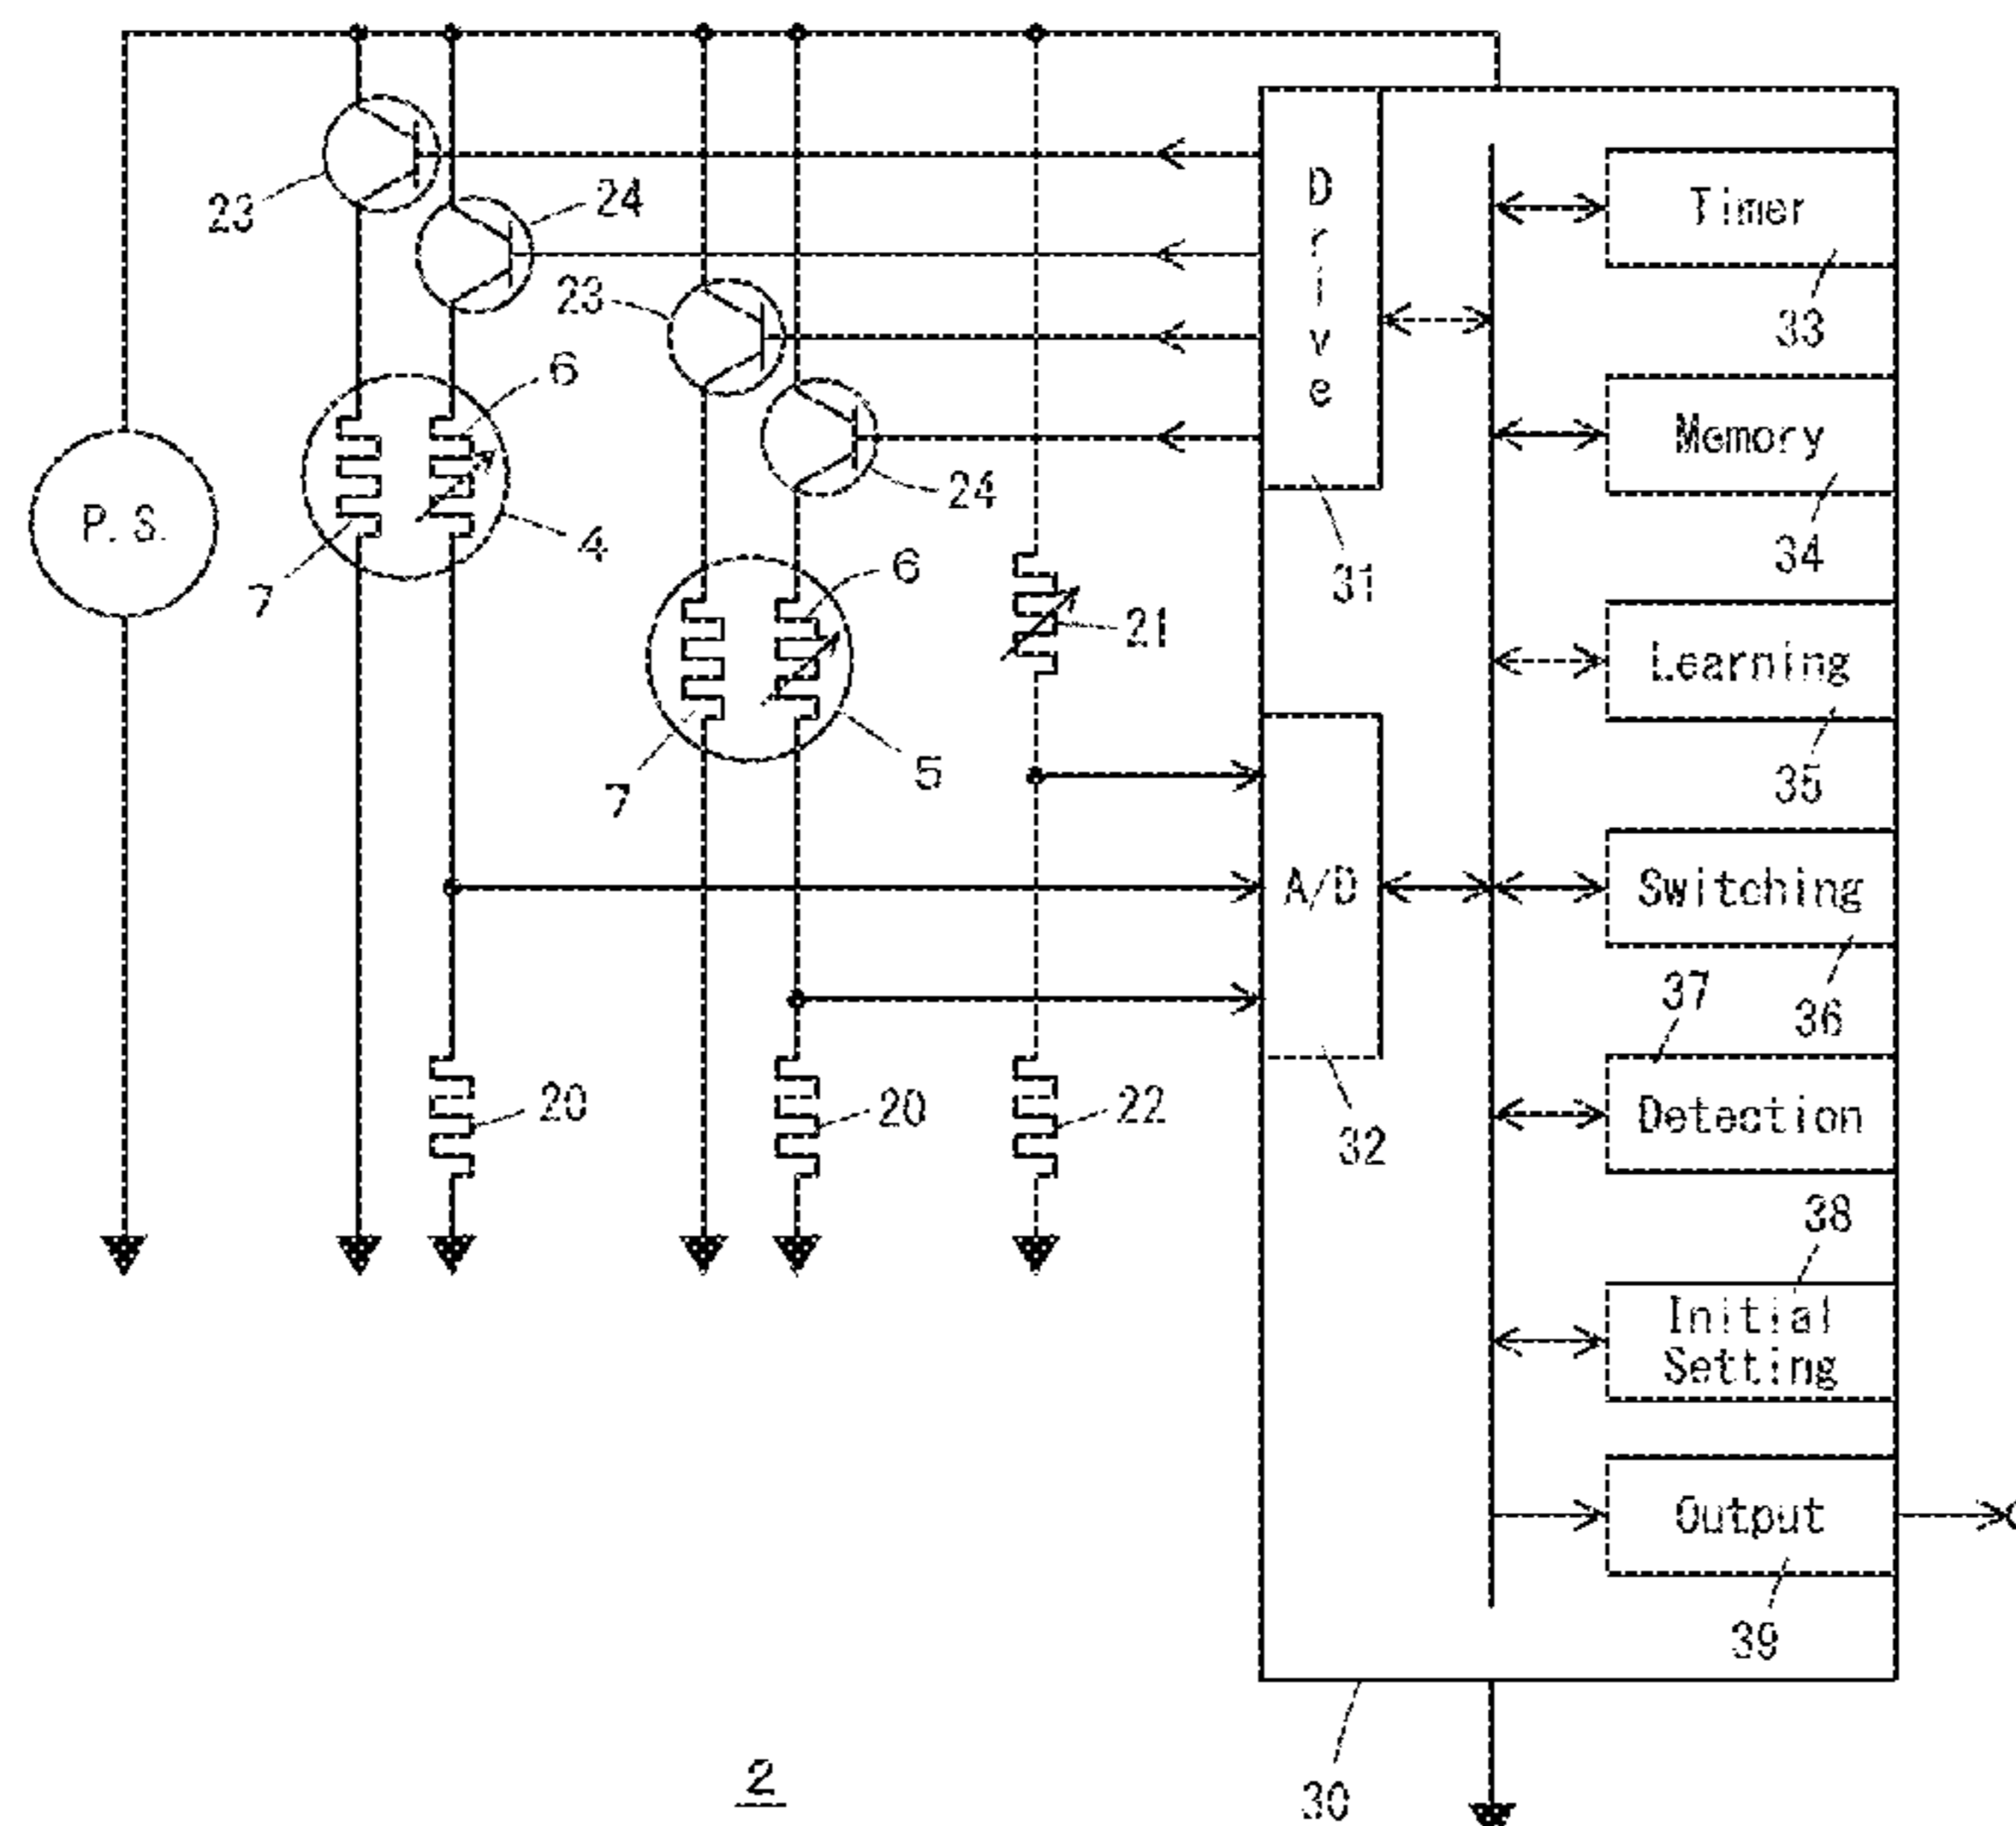 23
24
Drive
Timer
33
23
6
P.S.
4
24
31
Memory
34
7
6
21
Learning
35
7
5
A/D
Switching
36
37
20
20
22
32
Detection
38
Initial
Setting
Output
39
2
30